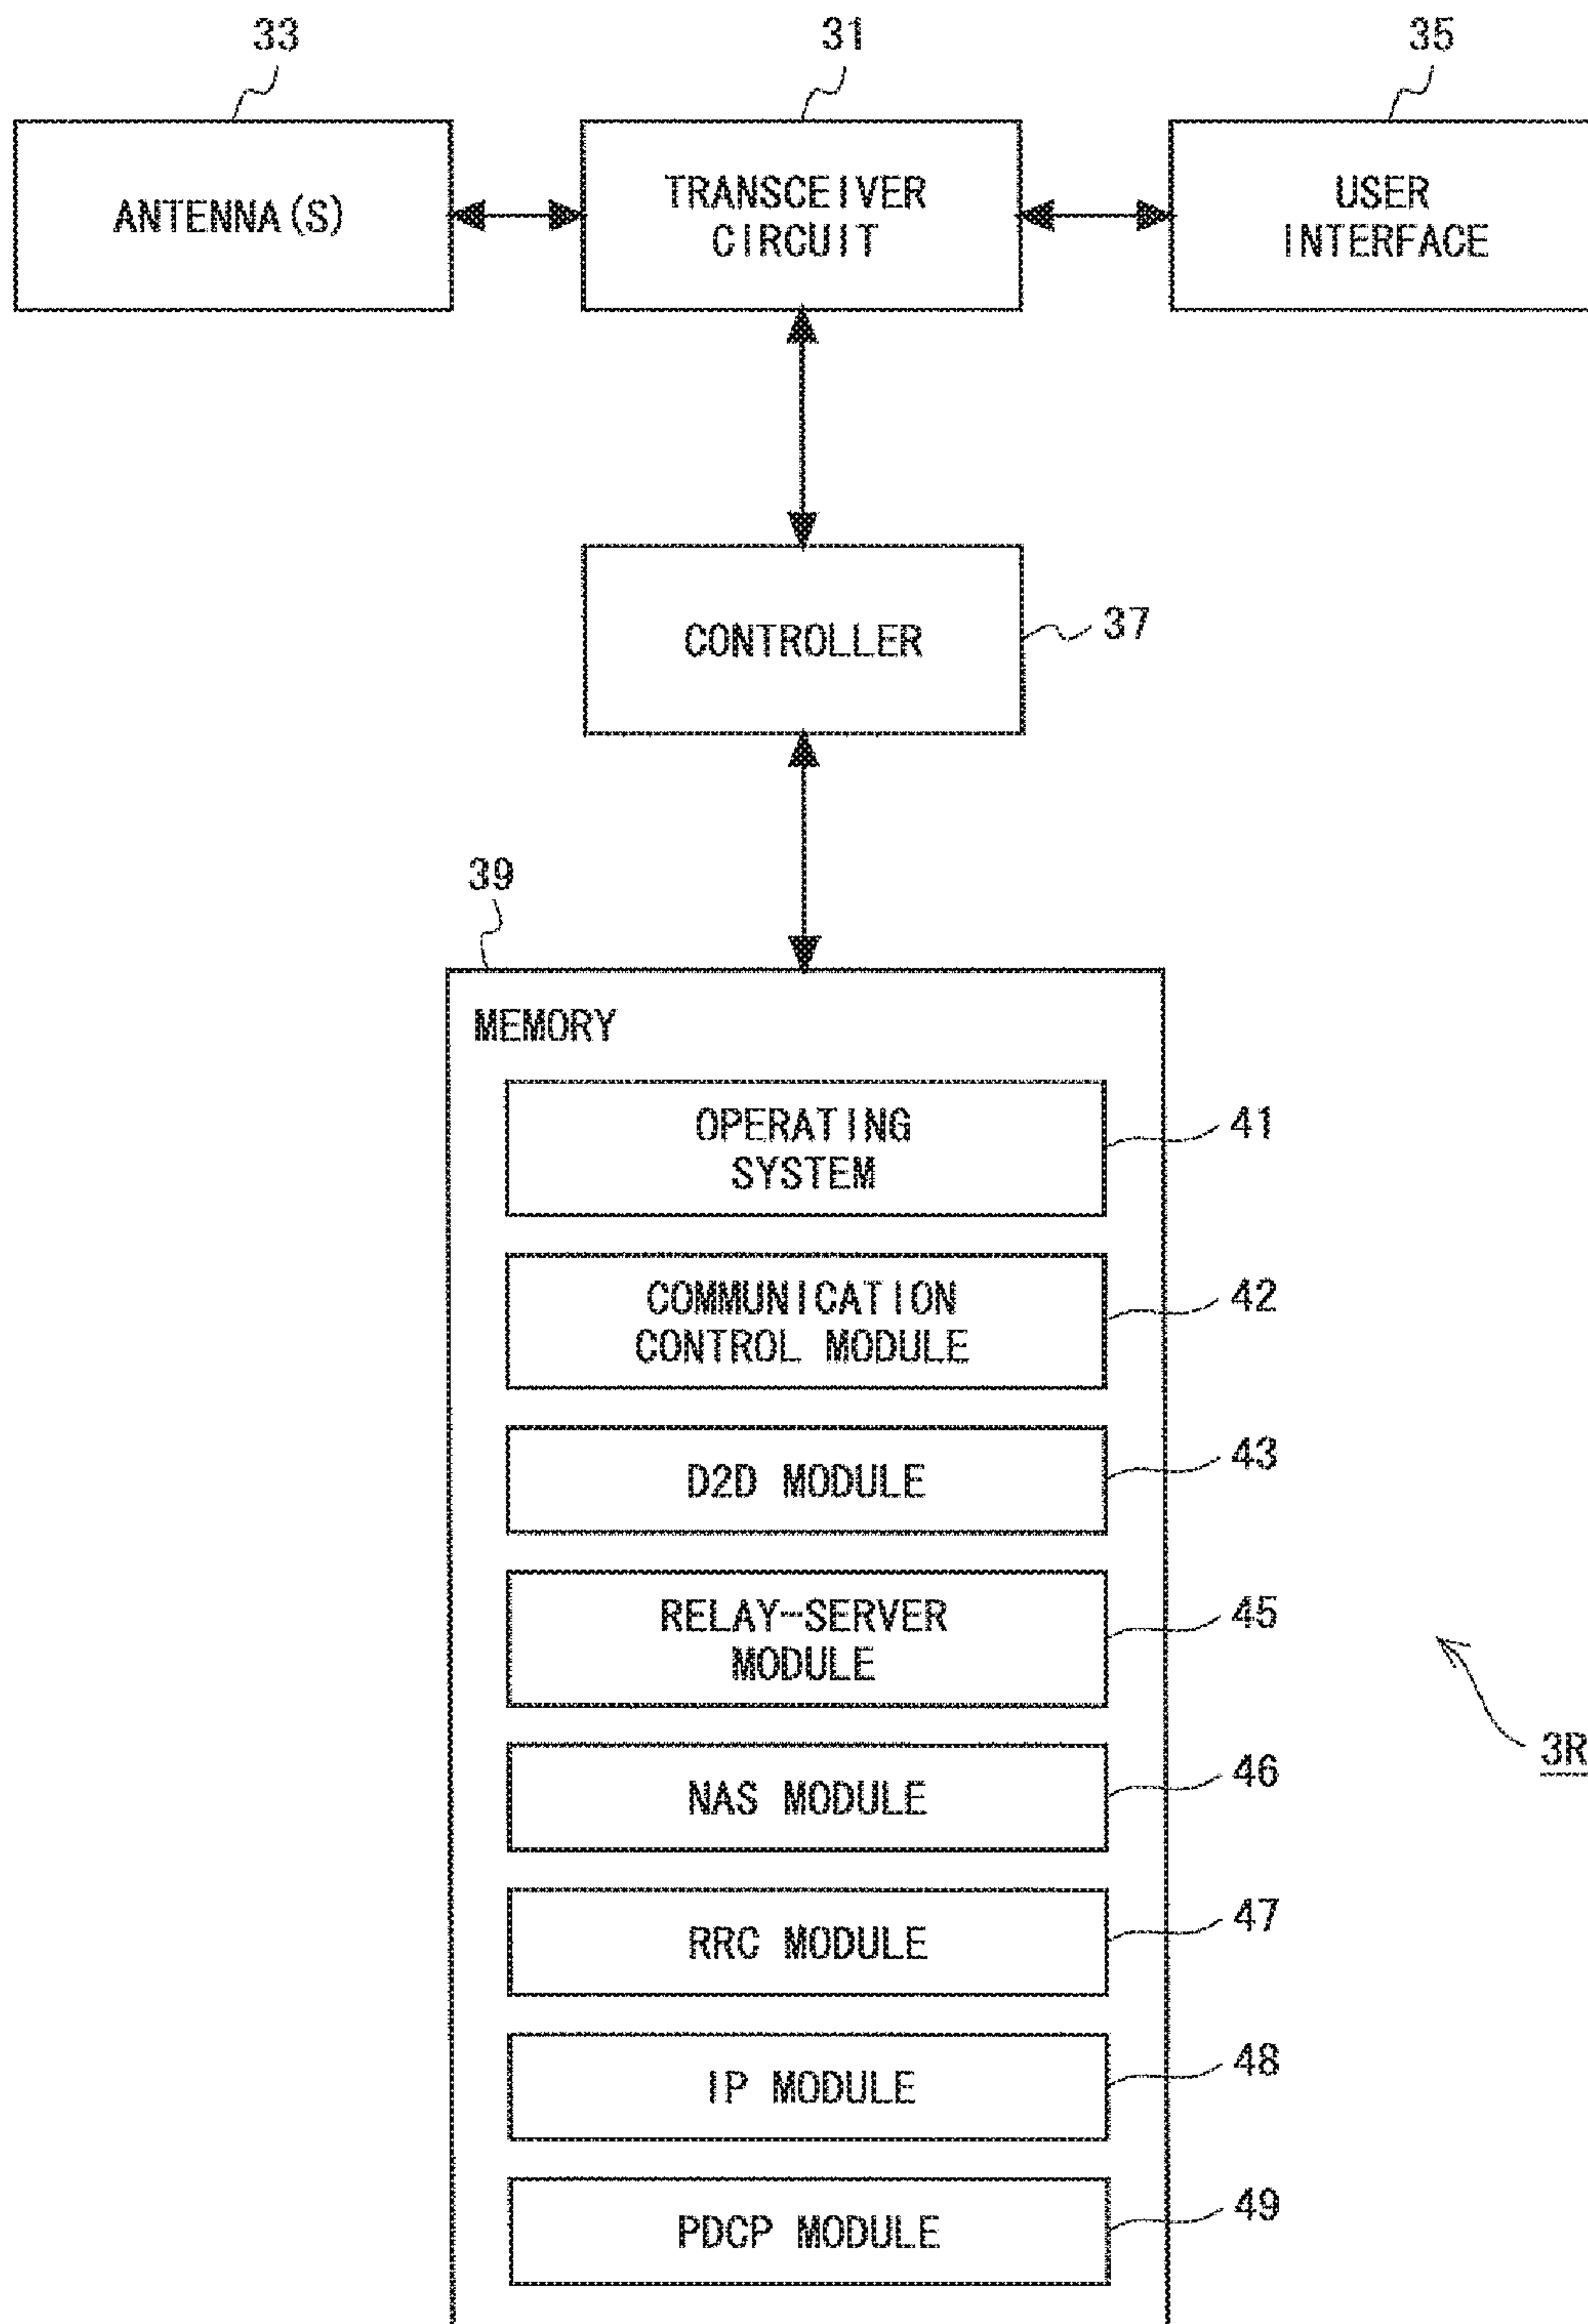 33
31
35
ANTENNA(S)
TRANSCEIVER
CIRCUIT
USER
INTERFACE
CONTROLLER
37
39
MEMORY
OPERATING
SYSTEM
41
COMMUNICATION
CONTROL MODULE
42
D2D MODULE
43
RELAY-SERVER
MODULE
45
3R
NAS MODULE
46
RRC MODULE
47
IP MODULE
48
PDCP MODULE
49